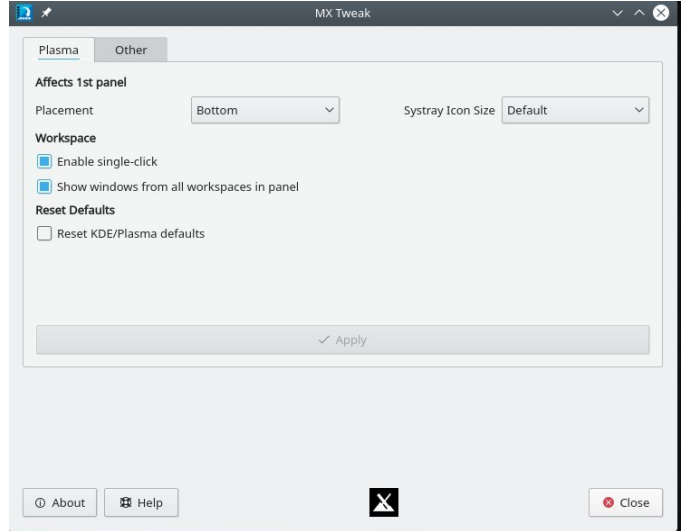 MX Tweak
Plasma Other
Affects 1st panel
Placement Bottom Systray Icon Size Default
Workspace
Enable single-click
Show windows from all workspaces in panel
Reset Defaults
Reset KDE/Plasma defaults
Apply
About Help Close